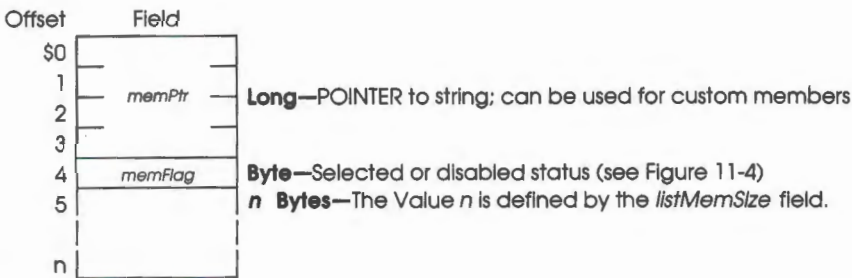 Offset Field
$0
1
memPtr Long—POINTER to string; can be used for custom members
2
3
4 memFlag Byte—Selected or disabled status (see Figure 11-4)
5 n Bytes—The Value n is defined by the listMemSize field.
n